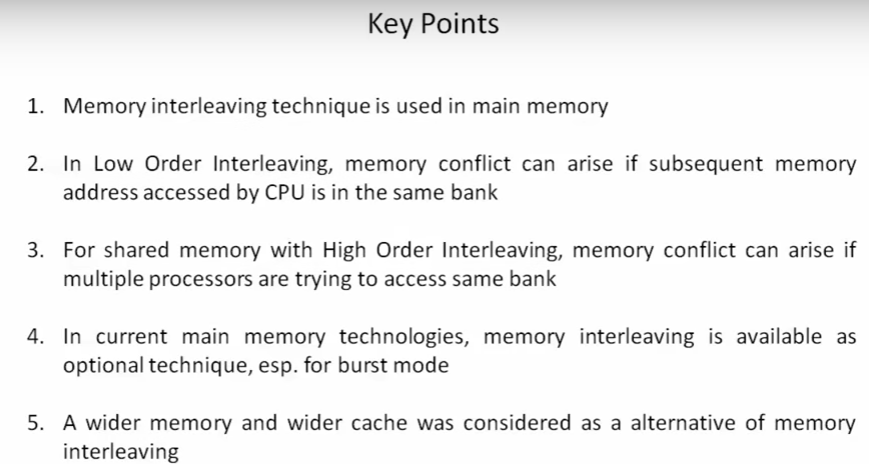 Key Points
1. Memory interleaving technique is used in main memory
2. In Low Order Interleaving, memory conflict can arise if subsequent memory
address accessed by CPU is in the same bank
3. For shared memory with High Order Interleaving, memory conflict can arise if
multiple processors are trying to access same bank
4. In current main memory technologies, memory interleaving is available as
optional technique, esp. for burst mode
5. A wider memory and wider cache was considered as a alternative of memory
interleaving